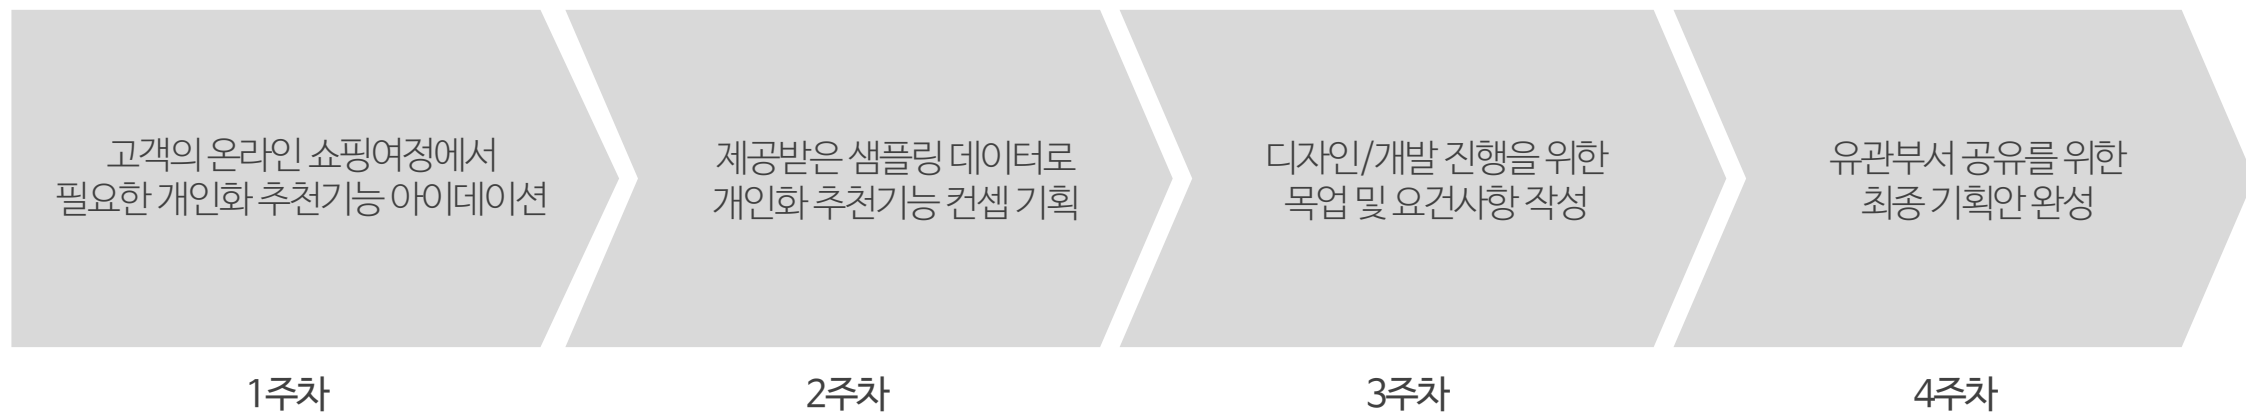 고객의 온라인 쇼핑여정에서
필요한 개인화 추천기능 아이데이션
제공받은 샘플링 데이터로
개인화 추천기능 컨셉 기획
디자인/개발 진행을 위한
목업 및 요건사항 작성
유관부서 공유를 위한
최종 기획안 완성
1주차
2주차
3주차
4주차